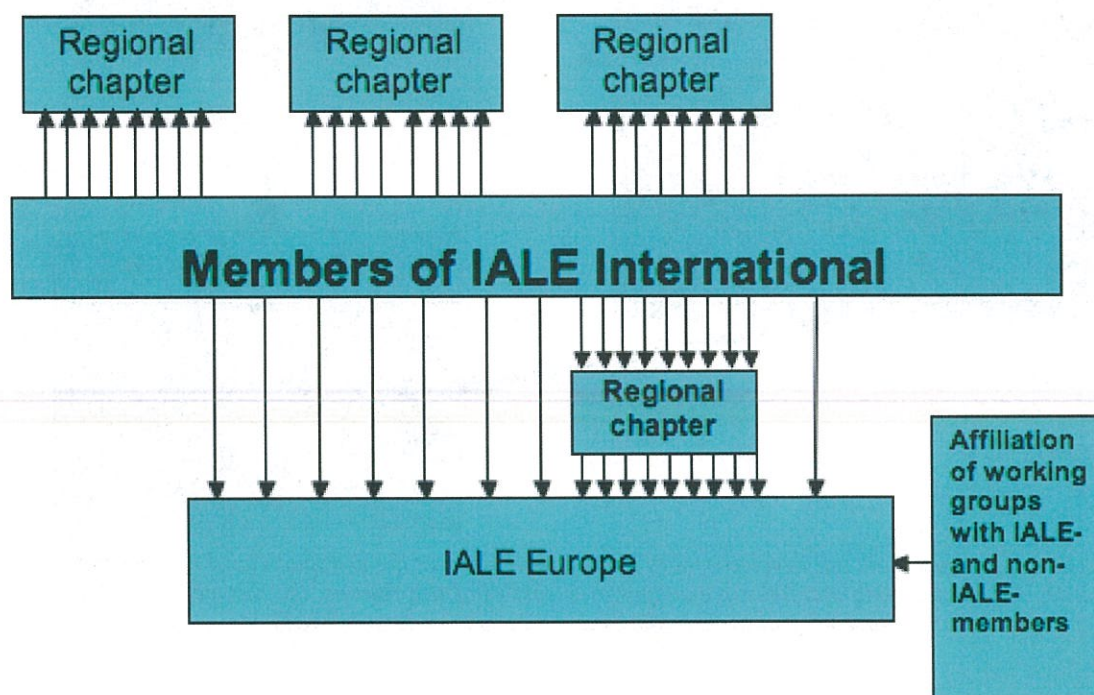 Regional
chapter
Regional
chapter
Regional
chapter
Members of IALE International
Regional
chapter
Affiliation
of working
groups
with IALE-
and non-
IALE-
members
IALE Europe